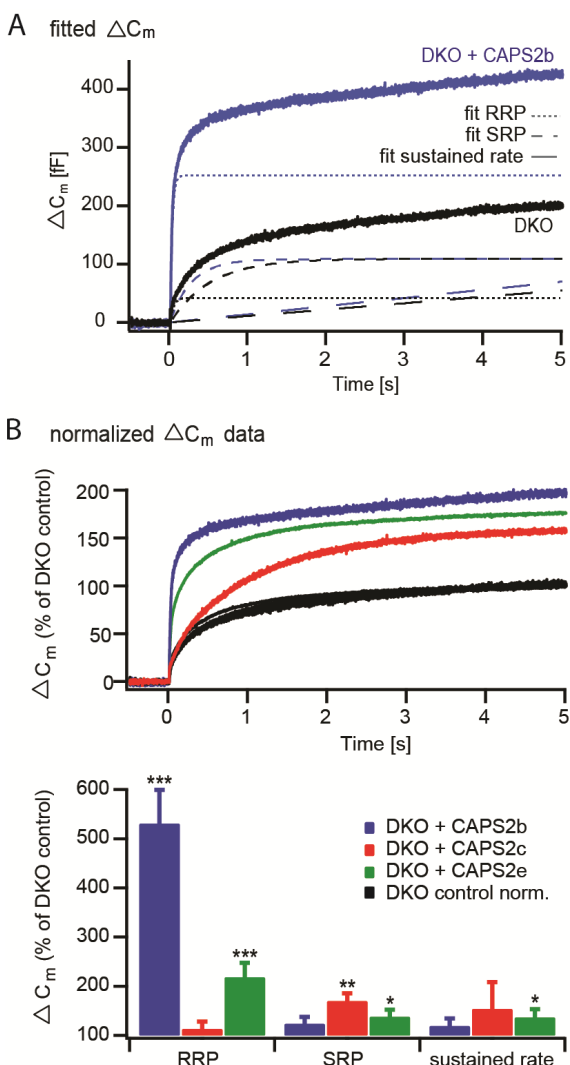 A fitted △Cm
DKO + CAPS2b
400
300
200
100
0
△Cm [fF]
fit RRP
fit SRP
fit sustained rate
DKO
0 1 2 3 4 5
Time [s]
B normalized △Cm data
200
150
100
50
0
△Cm (% of DKO control)
0 1 2 3 4 5
Time [s]
600
500
400
300
200
100
△Cm (% of DKO control)
***
***
**
*
*
DKO + CAPS2b
DKO + CAPS2c
DKO + CAPS2e
DKO control norm.
RRP SRP sustained rate